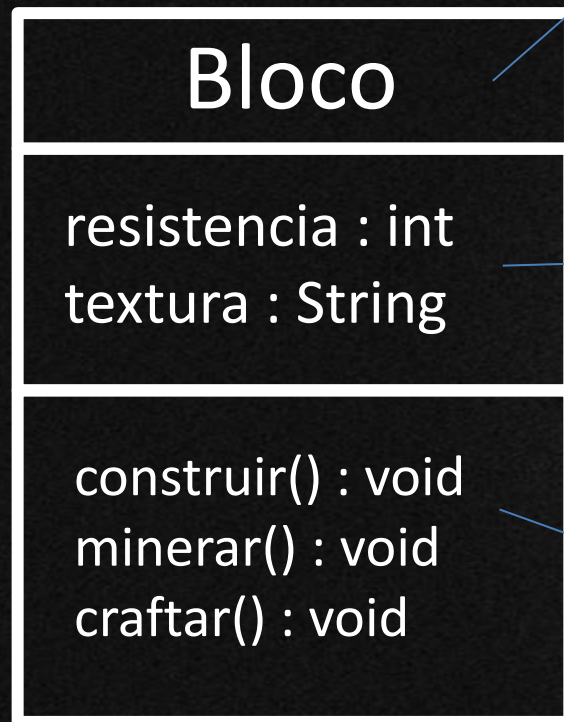 Bloco
resistencia : int
textura : String
construir() : void
minerar() : void
craftar() : void